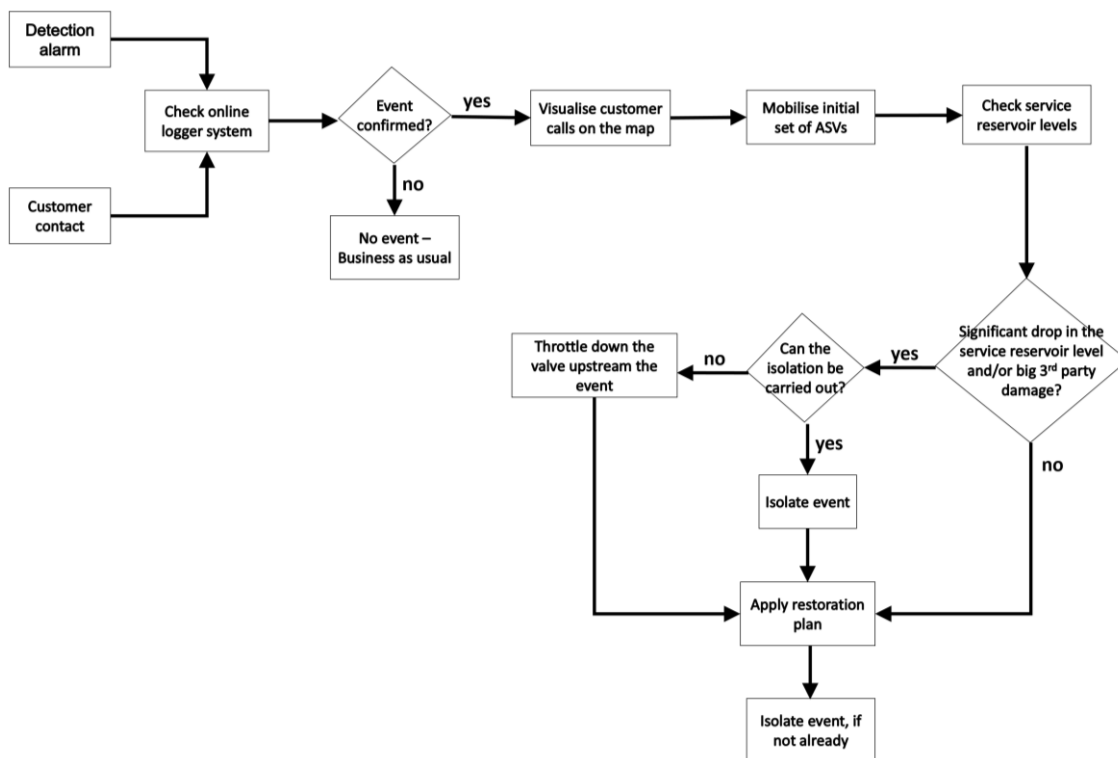 Detection
alarm
Check online
logger system
Customer
contact
Event
confirmed?
yes
no
No event –
Business as usual
Visualise customer
calls on the map
Mobilise initial
set of ASVs
Check service
reservoir levels
Significant drop in the
service reservoir level
and/or big 3rd party
damage?
yes
no
Can the
isolation be
carried out?
no
yes
Throttle down the
valve upstream the
event
Isolate event
Apply restoration
plan
Isolate event, if
not already